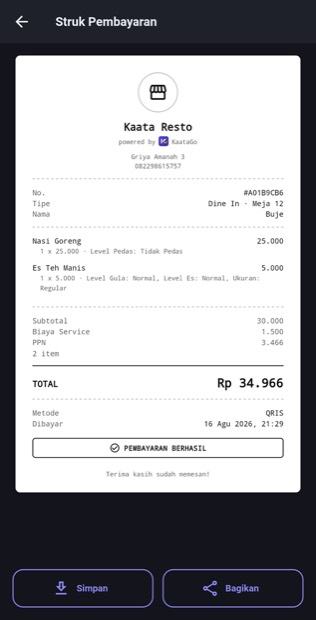 Struk Pembayaran
Kaata Resto
powered by KaataGo
Griya Amanah 3
082298615757
No. #A01B9CB6
Tipe Dine In · Meja 12
Nama Buje
Nasi Goreng 25.000
1 x 25.000 · Level Pedas: Tidak Pedas
Es Teh Manis 5.000
1 x 5.000 · Level Gula: Normal, Level Es: Normal, Ukuran:
Regular
Subtotal 30.000
Biaya Service 1.500
PPN 3.466
2 item
TOTAL Rp 34.966
Metode QRIS
Dibayar 16 Agu 2026, 21:29
PEMBAYARAN BERHASIL
Terima kasih sudah memesan!
Simpan Bagikan